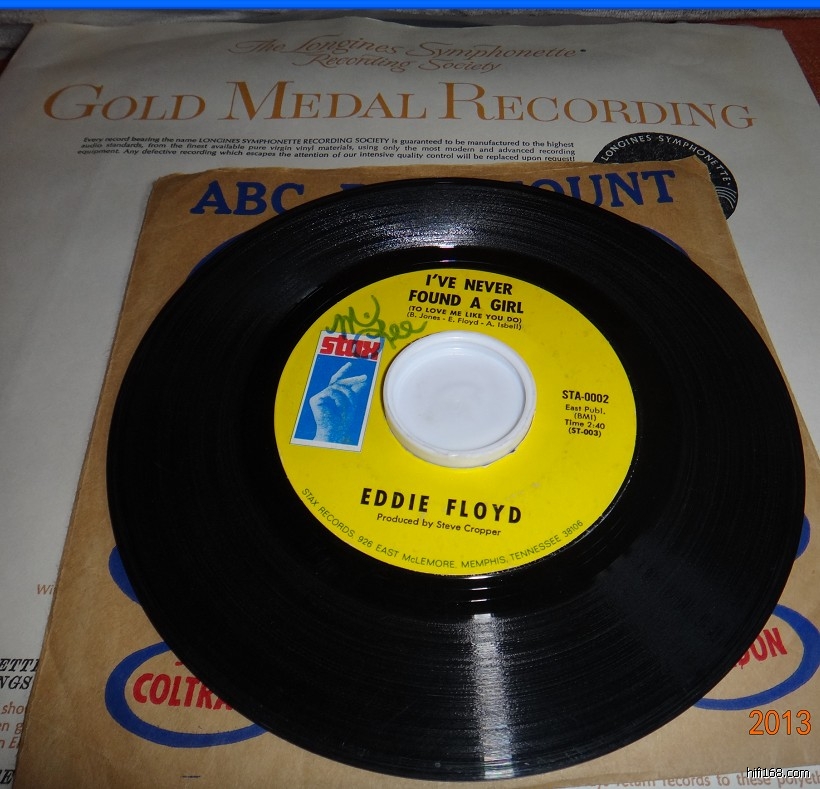 The Longines Symphonette
Recording Society
GOLD MEDAL RECORDING
Every record bearing the name LONGINES SYMPHONETTE RECORDING SOCIETY is guaranteed to be manufactured to the highest
audio standards, from the finest available pure virgin vinyl materials, using only the most modern and advanced recording
equipment. Any defective recording which escapes the attention of our intensive quality control will be replaced upon request!
LONGINES SYMPHONETTE
ABC
I'VE NEVER
FOUND A GIRL
(TO LOVE ME LIKE YOU DO)
(B. Jones - E. Floyd - A. Isbell)
stax
STA-0002
East Publ.
(BMI)
Time 2:40
(ST-003)
EDDIE FLOYD
Produced by Steve Cropper
STAX RECORDS, 926 EAST McLEMORE, MEMPHIS, TENNESSEE 38106
2013
hifi168.com